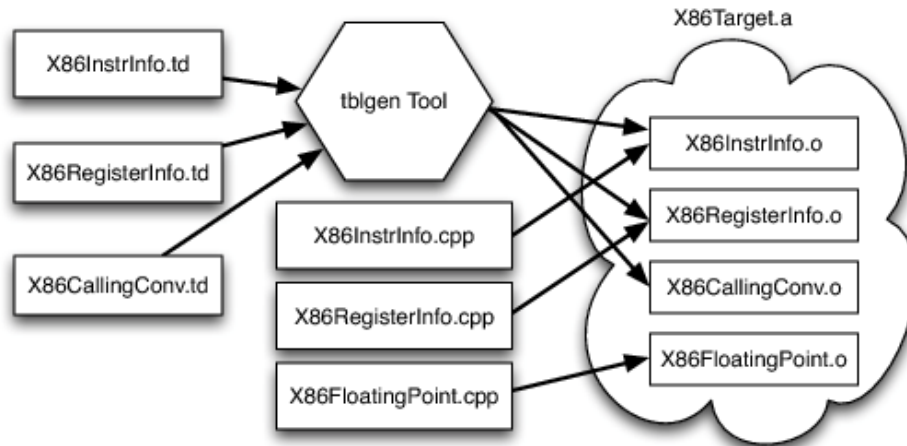 X86Target.a
X86InstrInfo.td
tblgen Tool
X86InstrInfo.o
X86RegisterInfo.td
X86RegisterInfo.o
X86InstrInfo.cpp
X86CallingConv.td
X86CallingConv.o
X86RegisterInfo.cpp
X86FloatingPoint.o
X86FloatingPoint.cpp